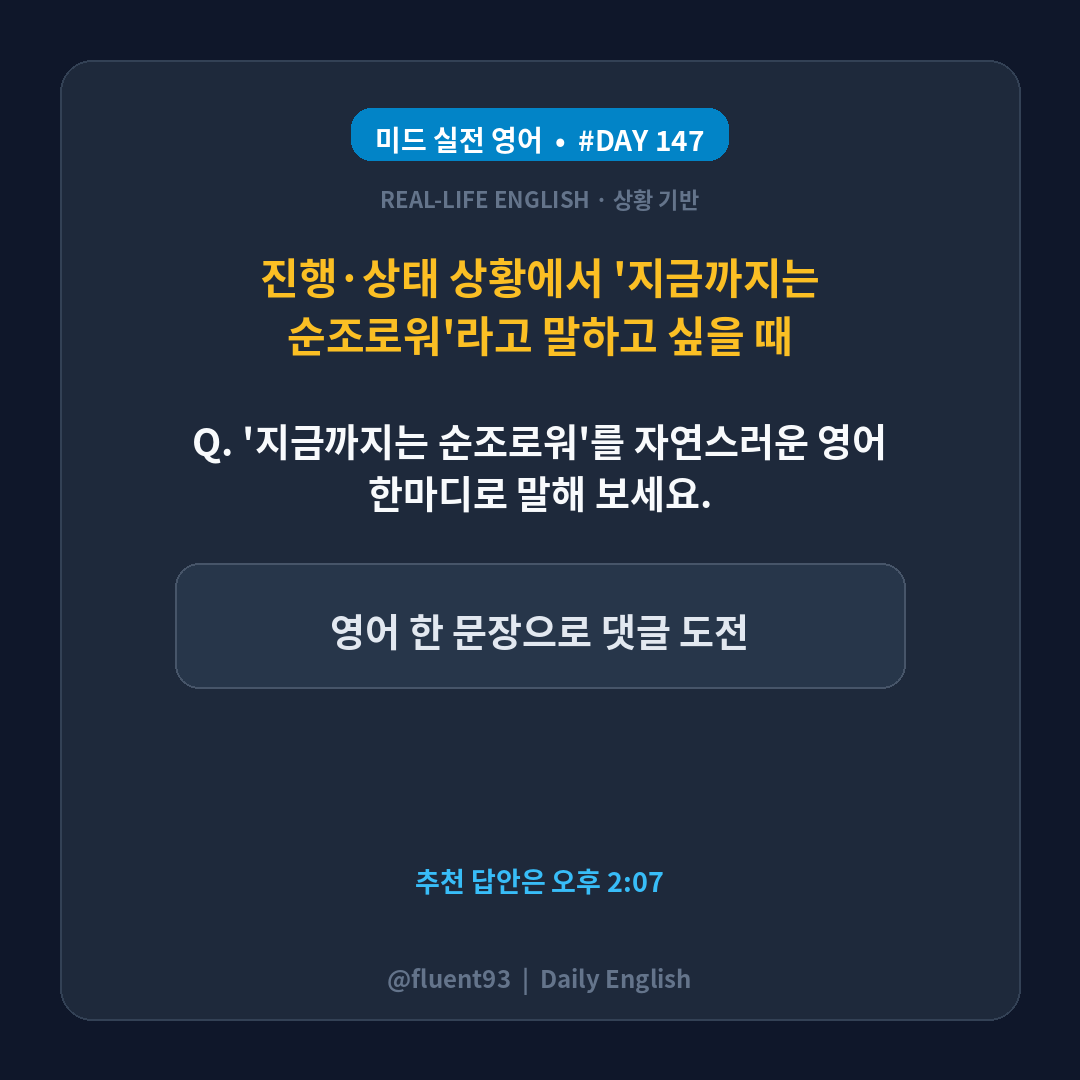 미드 실전 영어 • #DAY 147
REAL-LIFE ENGLISH · 상황 기반
진행·상태 상황에서 '지금까지는
순조로워'라고 말하고 싶을 때
Q. '지금까지는 순조로워'를 자연스러운 영어
한마디로 말해 보세요.
영어 한 문장으로 댓글 도전
추천 답안은 오후 2:07
@fluent93 | Daily English